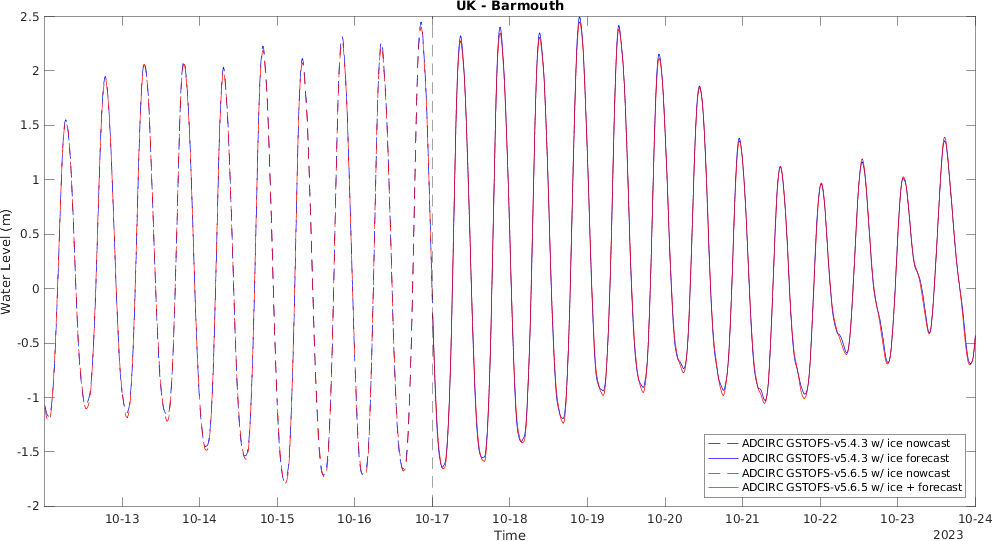 UK - Barmouth
2.5
2
1.5
1
0.5
0
-0.5
-1
-1.5
-2
Water Level (m)
10-13 10-14 10-15 10-16 10-17 10-18 10-19 10-20 10-21 10-22 10-23 10-24
Time
2023
ADCIRC GSTOFS-v5.4.3 w/ ice nowcast
ADCIRC GSTOFS-v5.4.3 w/ ice forecast
ADCIRC GSTOFS-v5.6.5 w/ ice nowcast
ADCIRC GSTOFS-v5.6.5 w/ ice + forecast